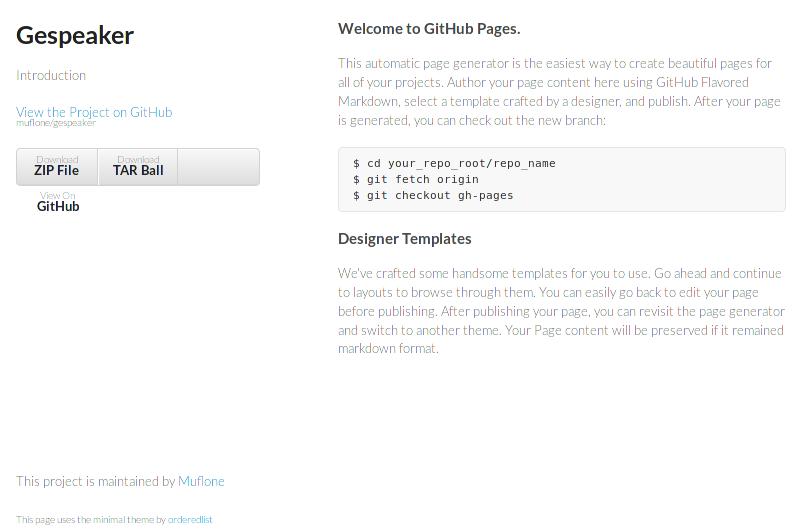 Gespeaker
Introduction
View the Project on GitHub
muflone/gespeaker
Download
ZIP File
Download
TAR Ball
View On
GitHub
This project is maintained by Muflone
This page uses the minimal theme by orderedlist
Welcome to GitHub Pages.
This automatic page generator is the easiest way to create beautiful pages for
all of your projects. Author your page content here using GitHub Flavored
Markdown, select a template crafted by a designer, and publish. After your page
is generated, you can check out the new branch:
$ cd your_repo_root/repo_name
$ git fetch origin
$ git checkout gh-pages
Designer Templates
We've crafted some handsome templates for you to use. Go ahead and continue
to layouts to browse through them. You can easily go back to edit your page
before publishing. After publishing your page, you can revisit the page generator
and switch to another theme. Your Page content will be preserved if it remained
markdown format.